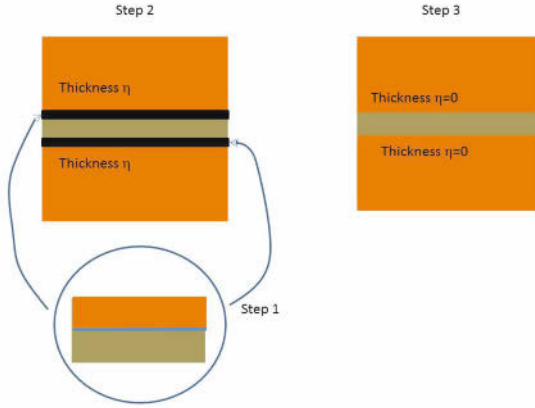 Step 2
Step 3
Thickness η
Thickness η=0
Thickness η=0
Thickness η
Step 1